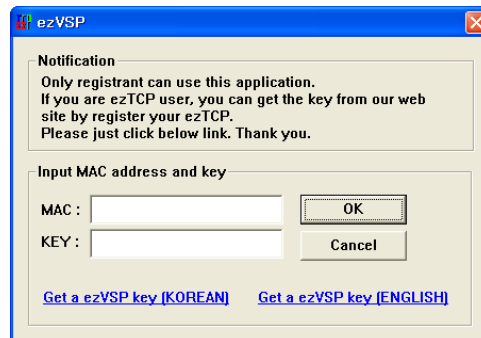 ezVSP
Notification
Only registrant can use this application.
If you are ezTCP user, you can get the key from our web
site by register your ezTCP.
Please just click below link. Thank you.
Input MAC address and key
MAC :
OK
KEY :
Cancel
Get a ezVSP key (KOREAN)
Get a ezVSP key (ENGLISH)